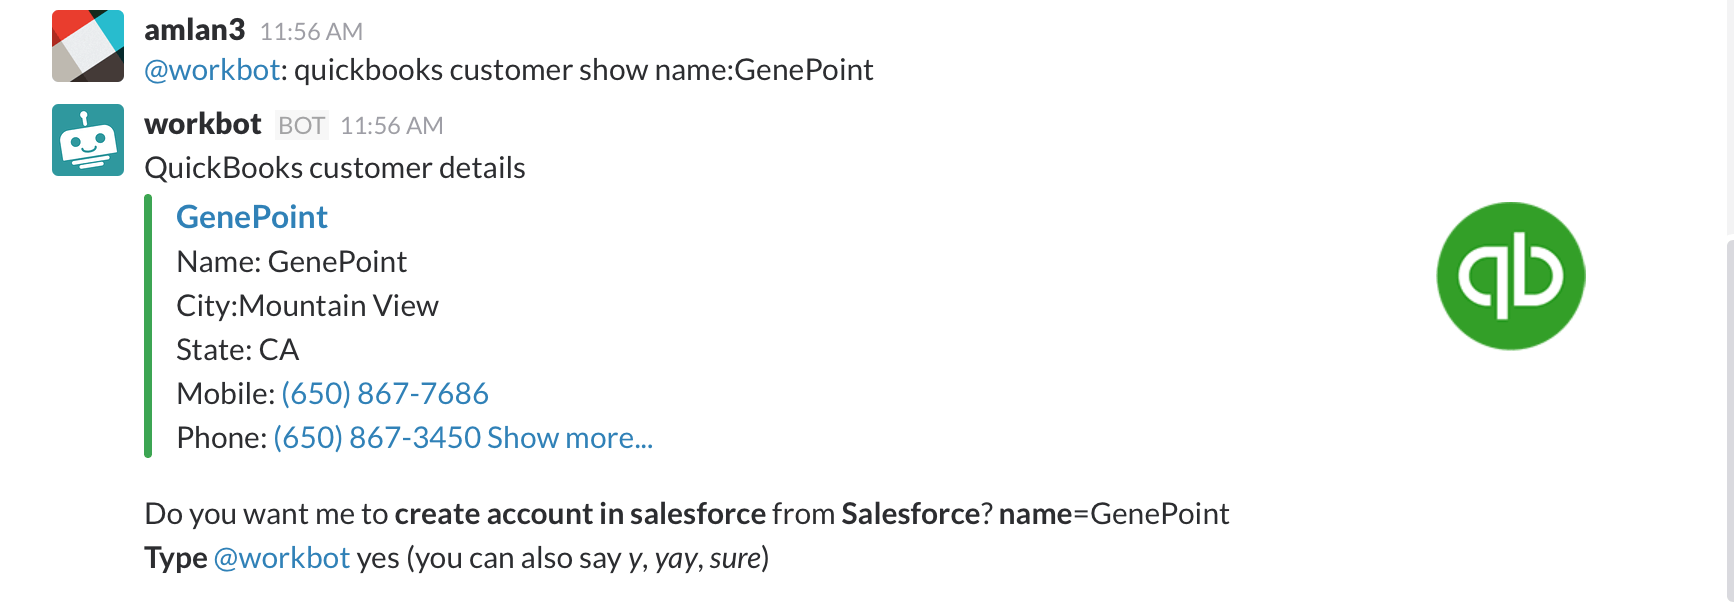 amlan3 11:56 AM
@workbot: quickbooks customer show name:GenePoint
workbot BOT 11:56 AM
QuickBooks customer details
GenePoint
Name: GenePoint
City:Mountain View
State: CA
Mobile: (650) 867-7686
Phone: (650) 867-3450 Show more...
qb
Do you want me to create account in salesforce from Salesforce? name=GenePoint
Type @workbot yes (you can also say y, yay, sure)